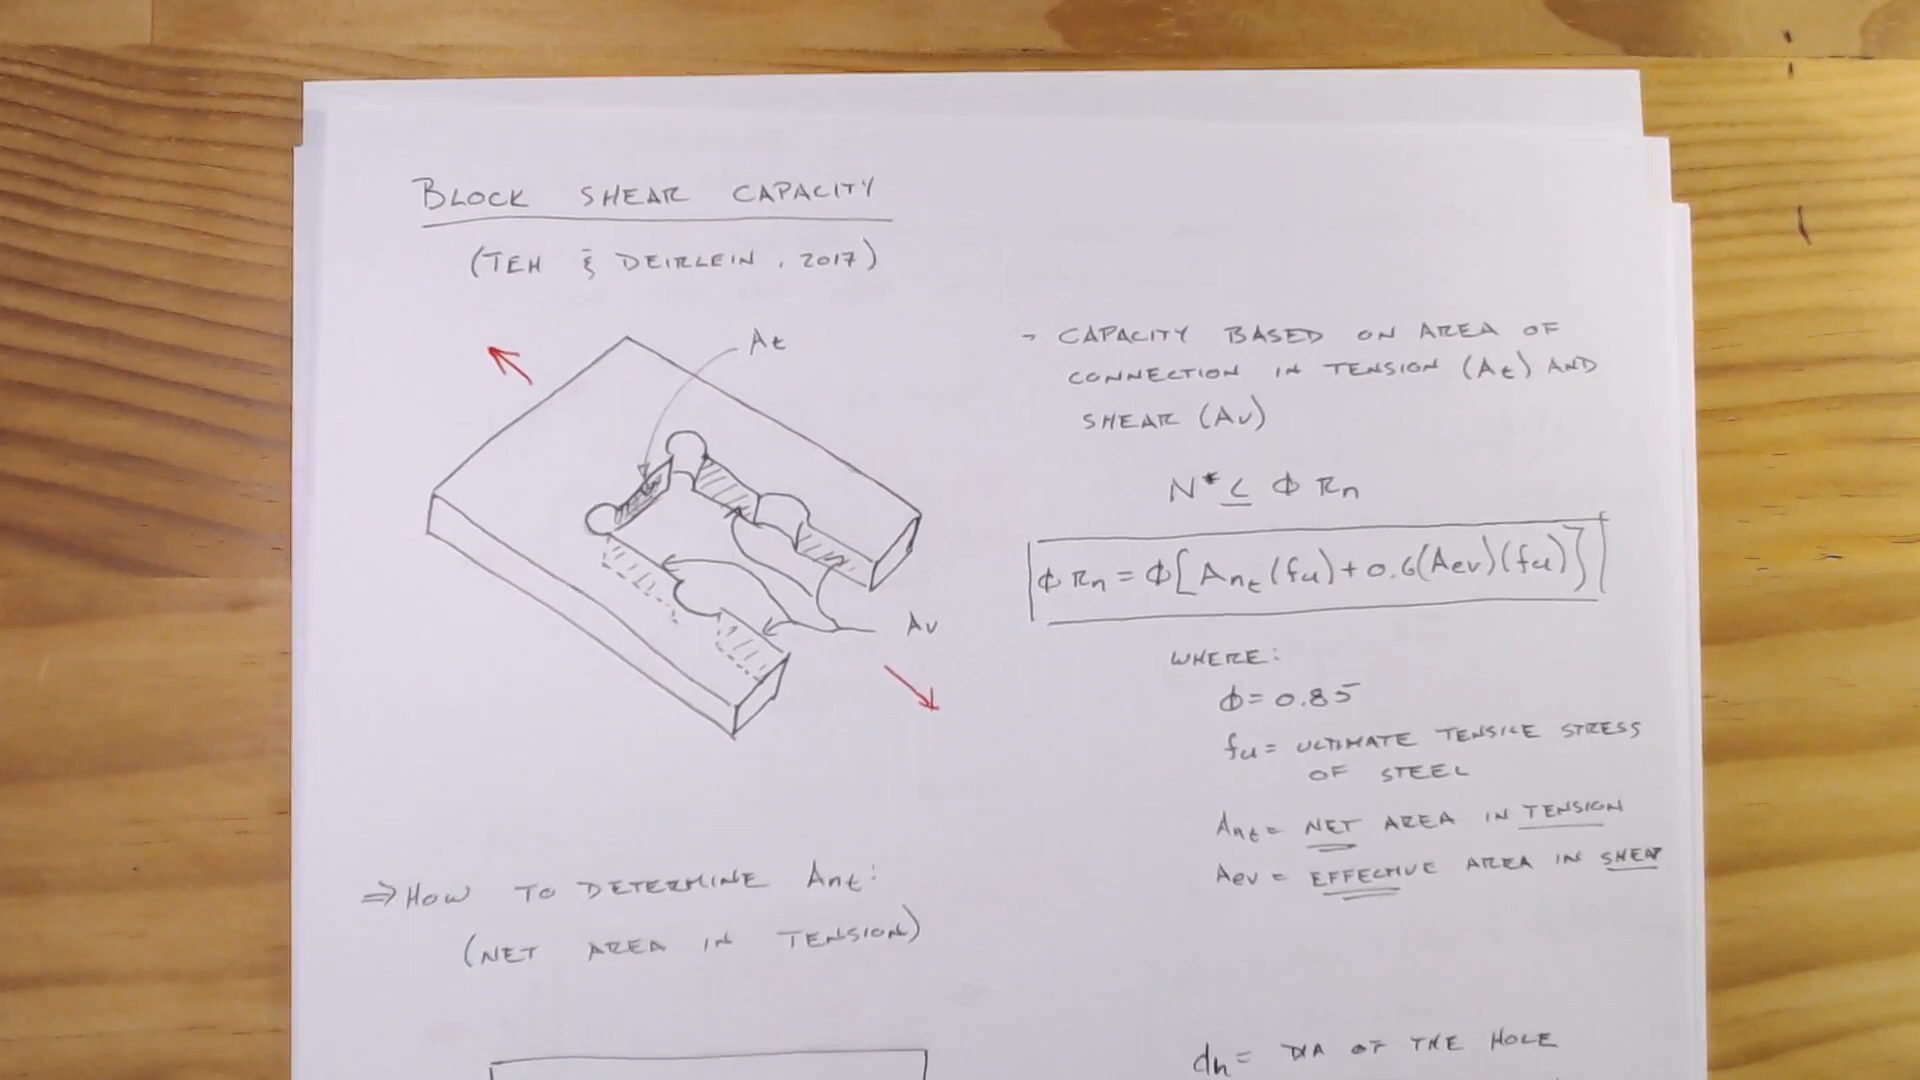 BLOCK SHEAR CAPACITY
(TEH & DEIRLEIN, 2017)
At
Av
- CAPACITY BASED ON AREA OF
CONNECTION IN TENSION (At) AND
SHEAR (Av)
N* ≤ Φ Rn
Φ Rn = Φ[Ant (fu) + 0.6(Aev)(fu)]
WHERE:
Φ = 0.85
fu = ULTIMATE TENSILE STRESS
OF STEEL
Ant = NET AREA IN TENSION
Aev = EFFECTIVE AREA IN SHEAR
⇒ HOW TO DETERMINE Ant:
(NET AREA IN TENSION)
dh = DIA OF THE HOLE